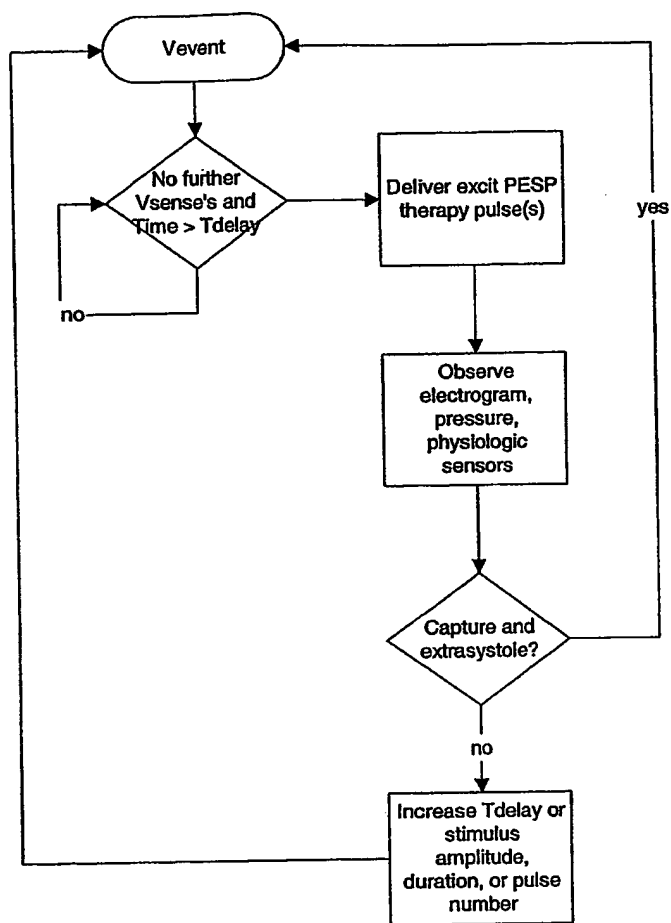 Vevent
No further
Vsense's and
Time > Tdelay
no
Deliver excit PESP
therapy pulse(s)
yes
Observe
electrogram,
pressure,
physiologic
sensors
Capture and
extrasystole?
no
Increase Tdelay or
stimulus
amplitude,
duration, or pulse
number